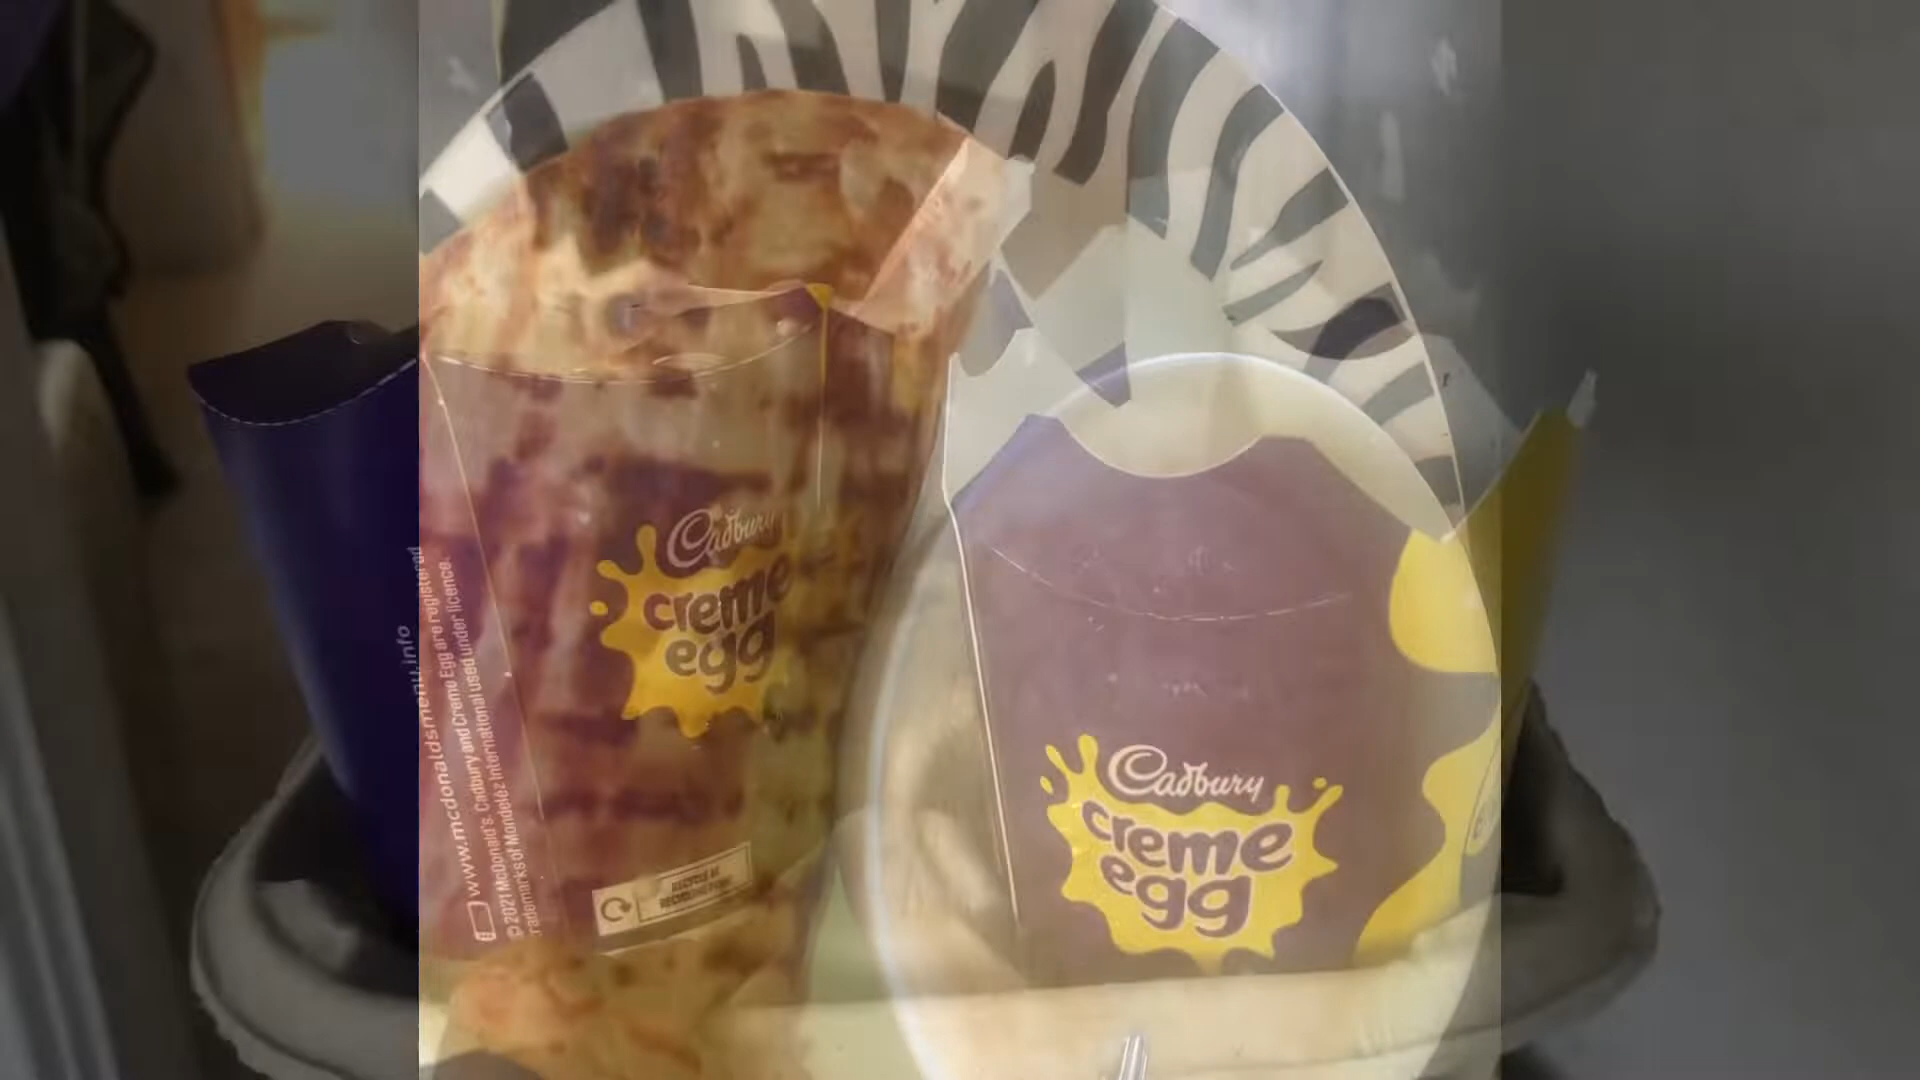 Cadbury
creme
egg
www.mcdonaldsmenu.info
© 2021 McDonald's. Cadbury and Creme Egg are registered
trademarks of Mondelēz International used under licence.
Cadbury
creme
egg